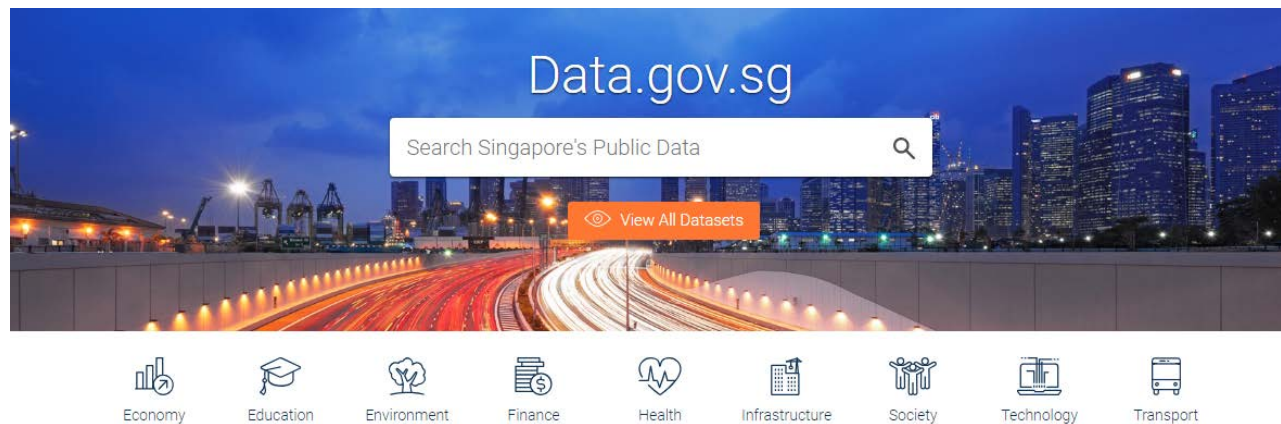 Data.gov.sg
Search Singapore's Public Data
View All Datasets
Economy
Education
Environment
Finance
Health
Infrastructure
Society
Technology
Transport